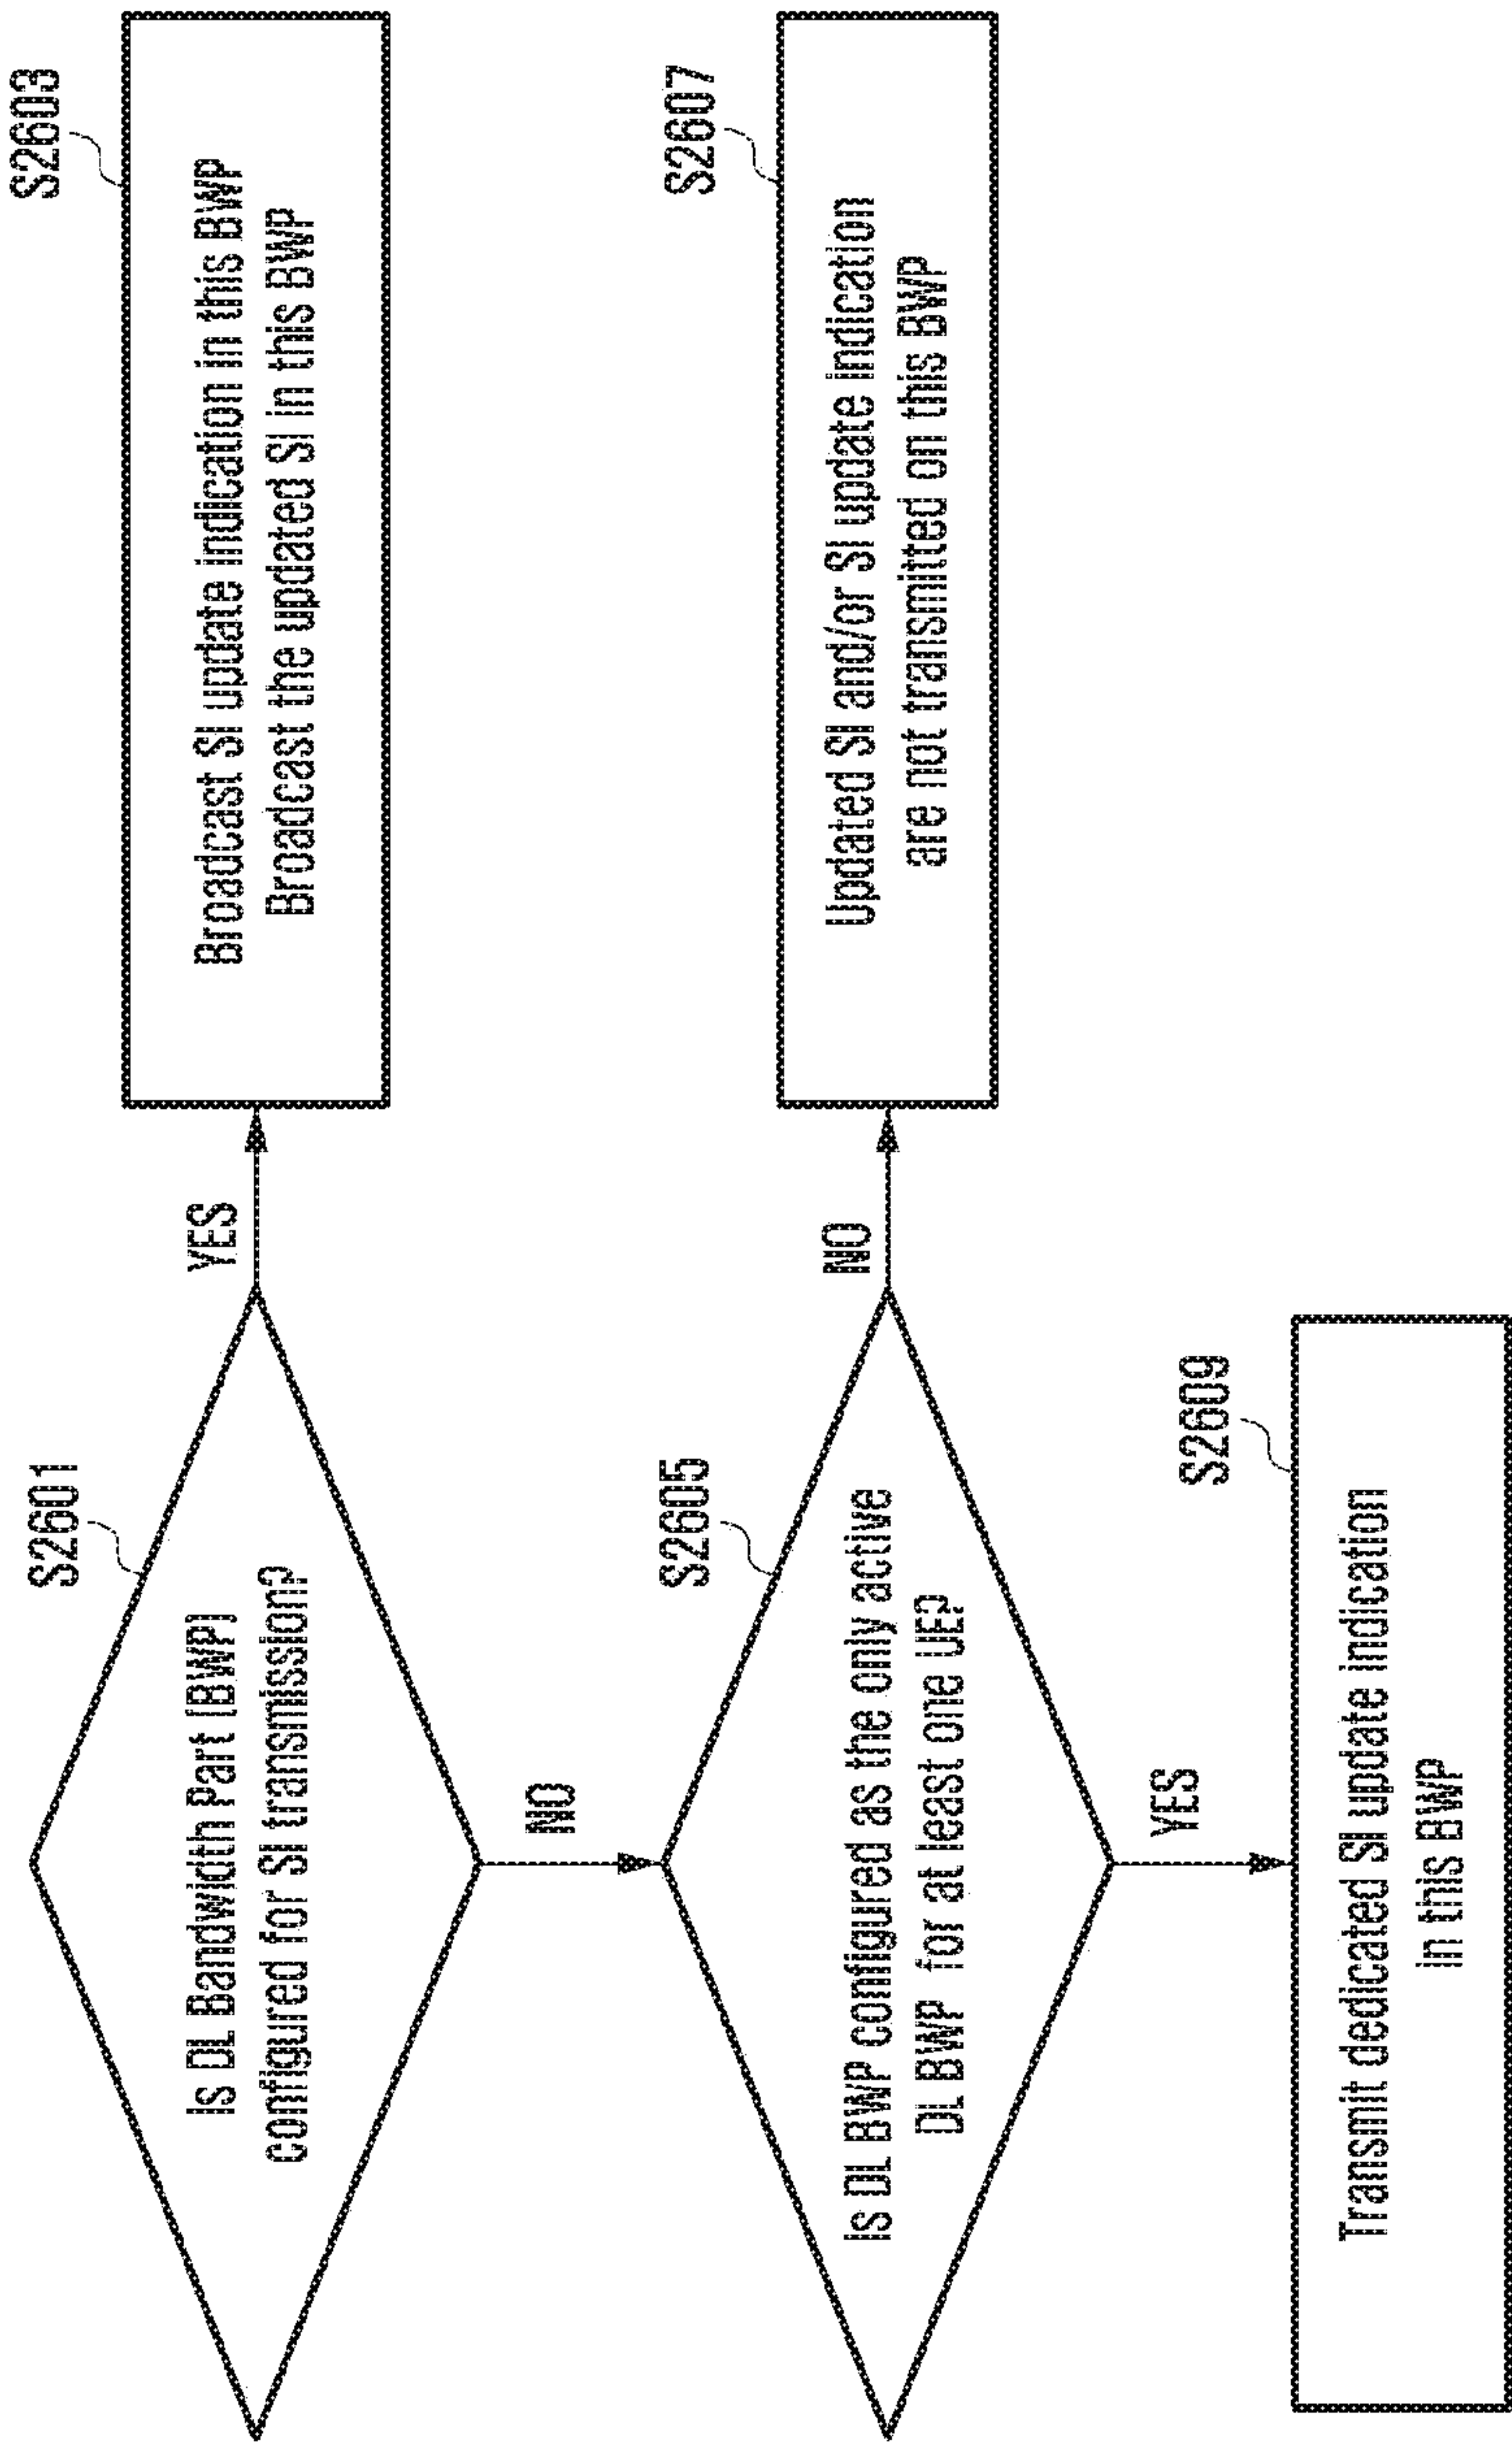 S2601
Is DL Bandwidth Part (BWP)
configured for SI transmission?
YES
S2603
Broadcast SI update indication in this BWP
Broadcast the updated SI in this BWP
NO
S2605
Is DL BWP configured as the only active
DL BWP for at least one UE?
NO
S2607
Updated SI and/or SI update indication
are not transmitted on this BWP
YES
S2609
Transmit dedicated SI update indication
in this BWP